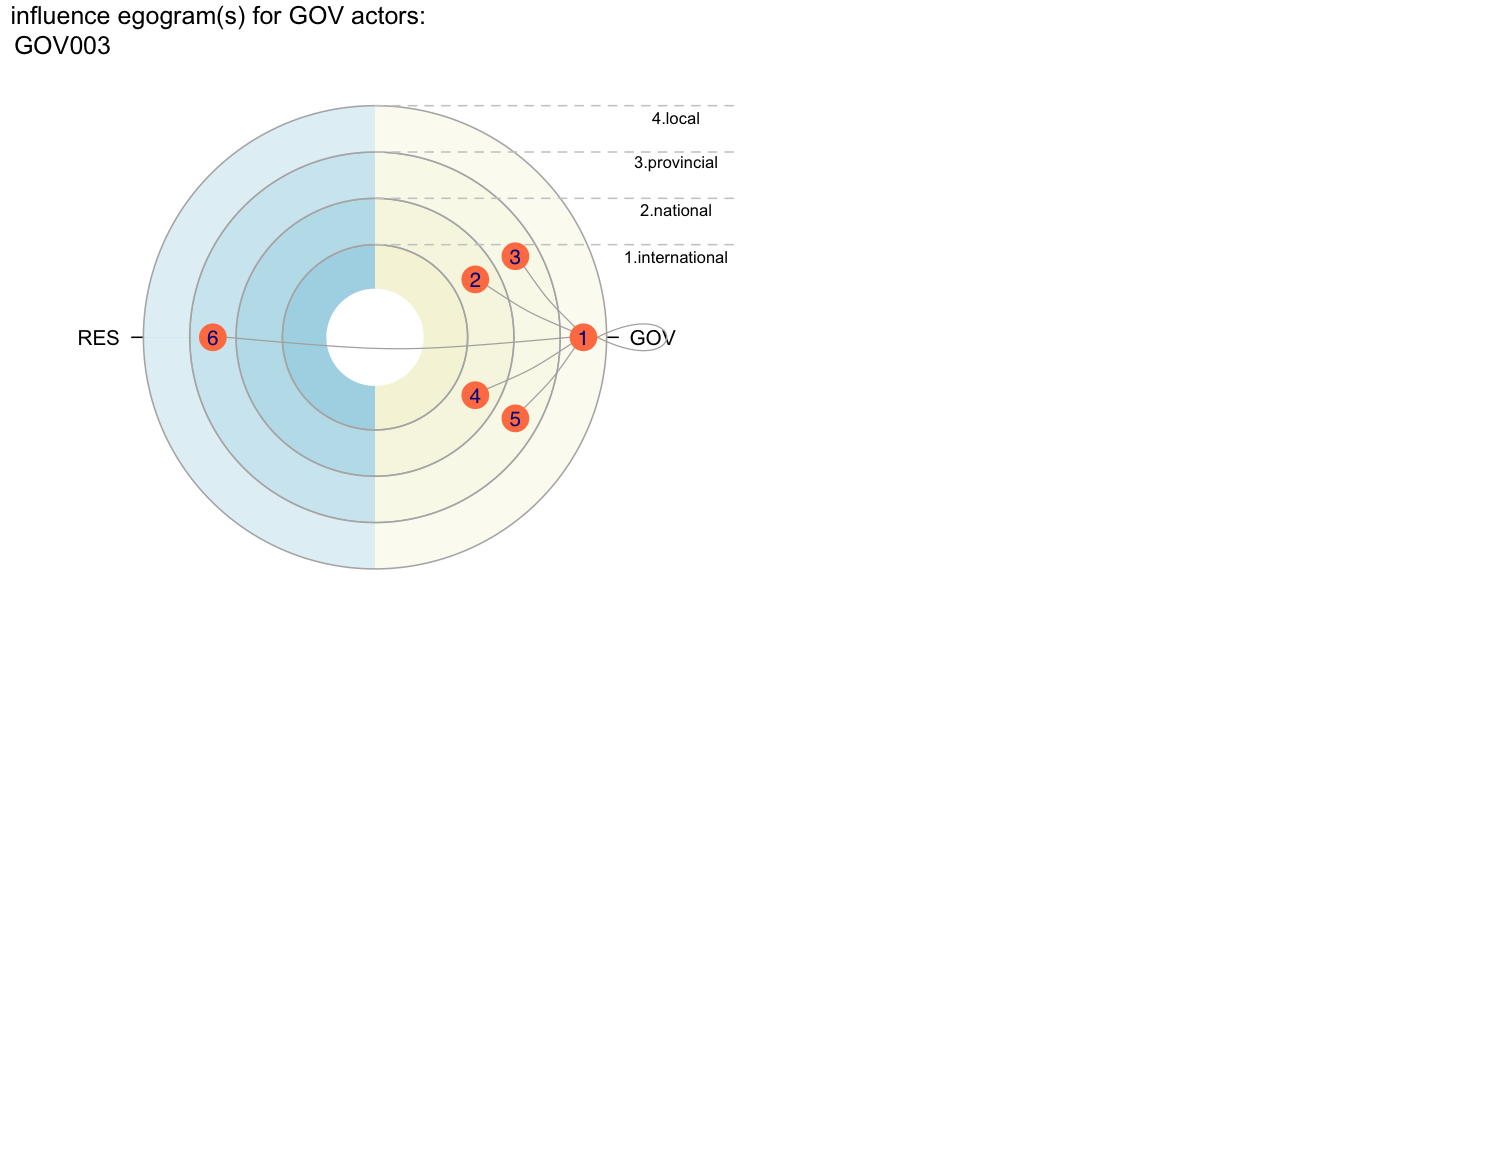 influence egogram(s) for GOV actors:
GOV003
4.local
3.provincial
2.national
1.international
3
2
RES
6
1
GOV
4
5